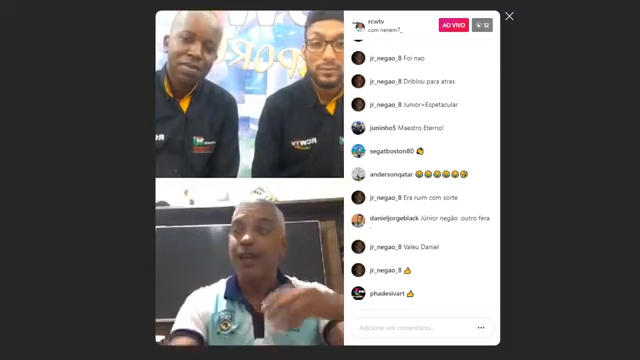 rcwtv
com nenem7_
AO VIVO
12
jr_negao_8 Foi nao
jr_negao_8 Driblou para atras
jr_negao_8 Junior=Espetacular
juninho5 Maestro Eterno!
segatboston80
andersonqatar
jr_negao_8 Era ruim com sorte
danieljorgeblack Júnior negão .outro fera
.
jr_negao_8 Valeu Daniel
jr_negao_8
phadesivart
Adicione um comentário...